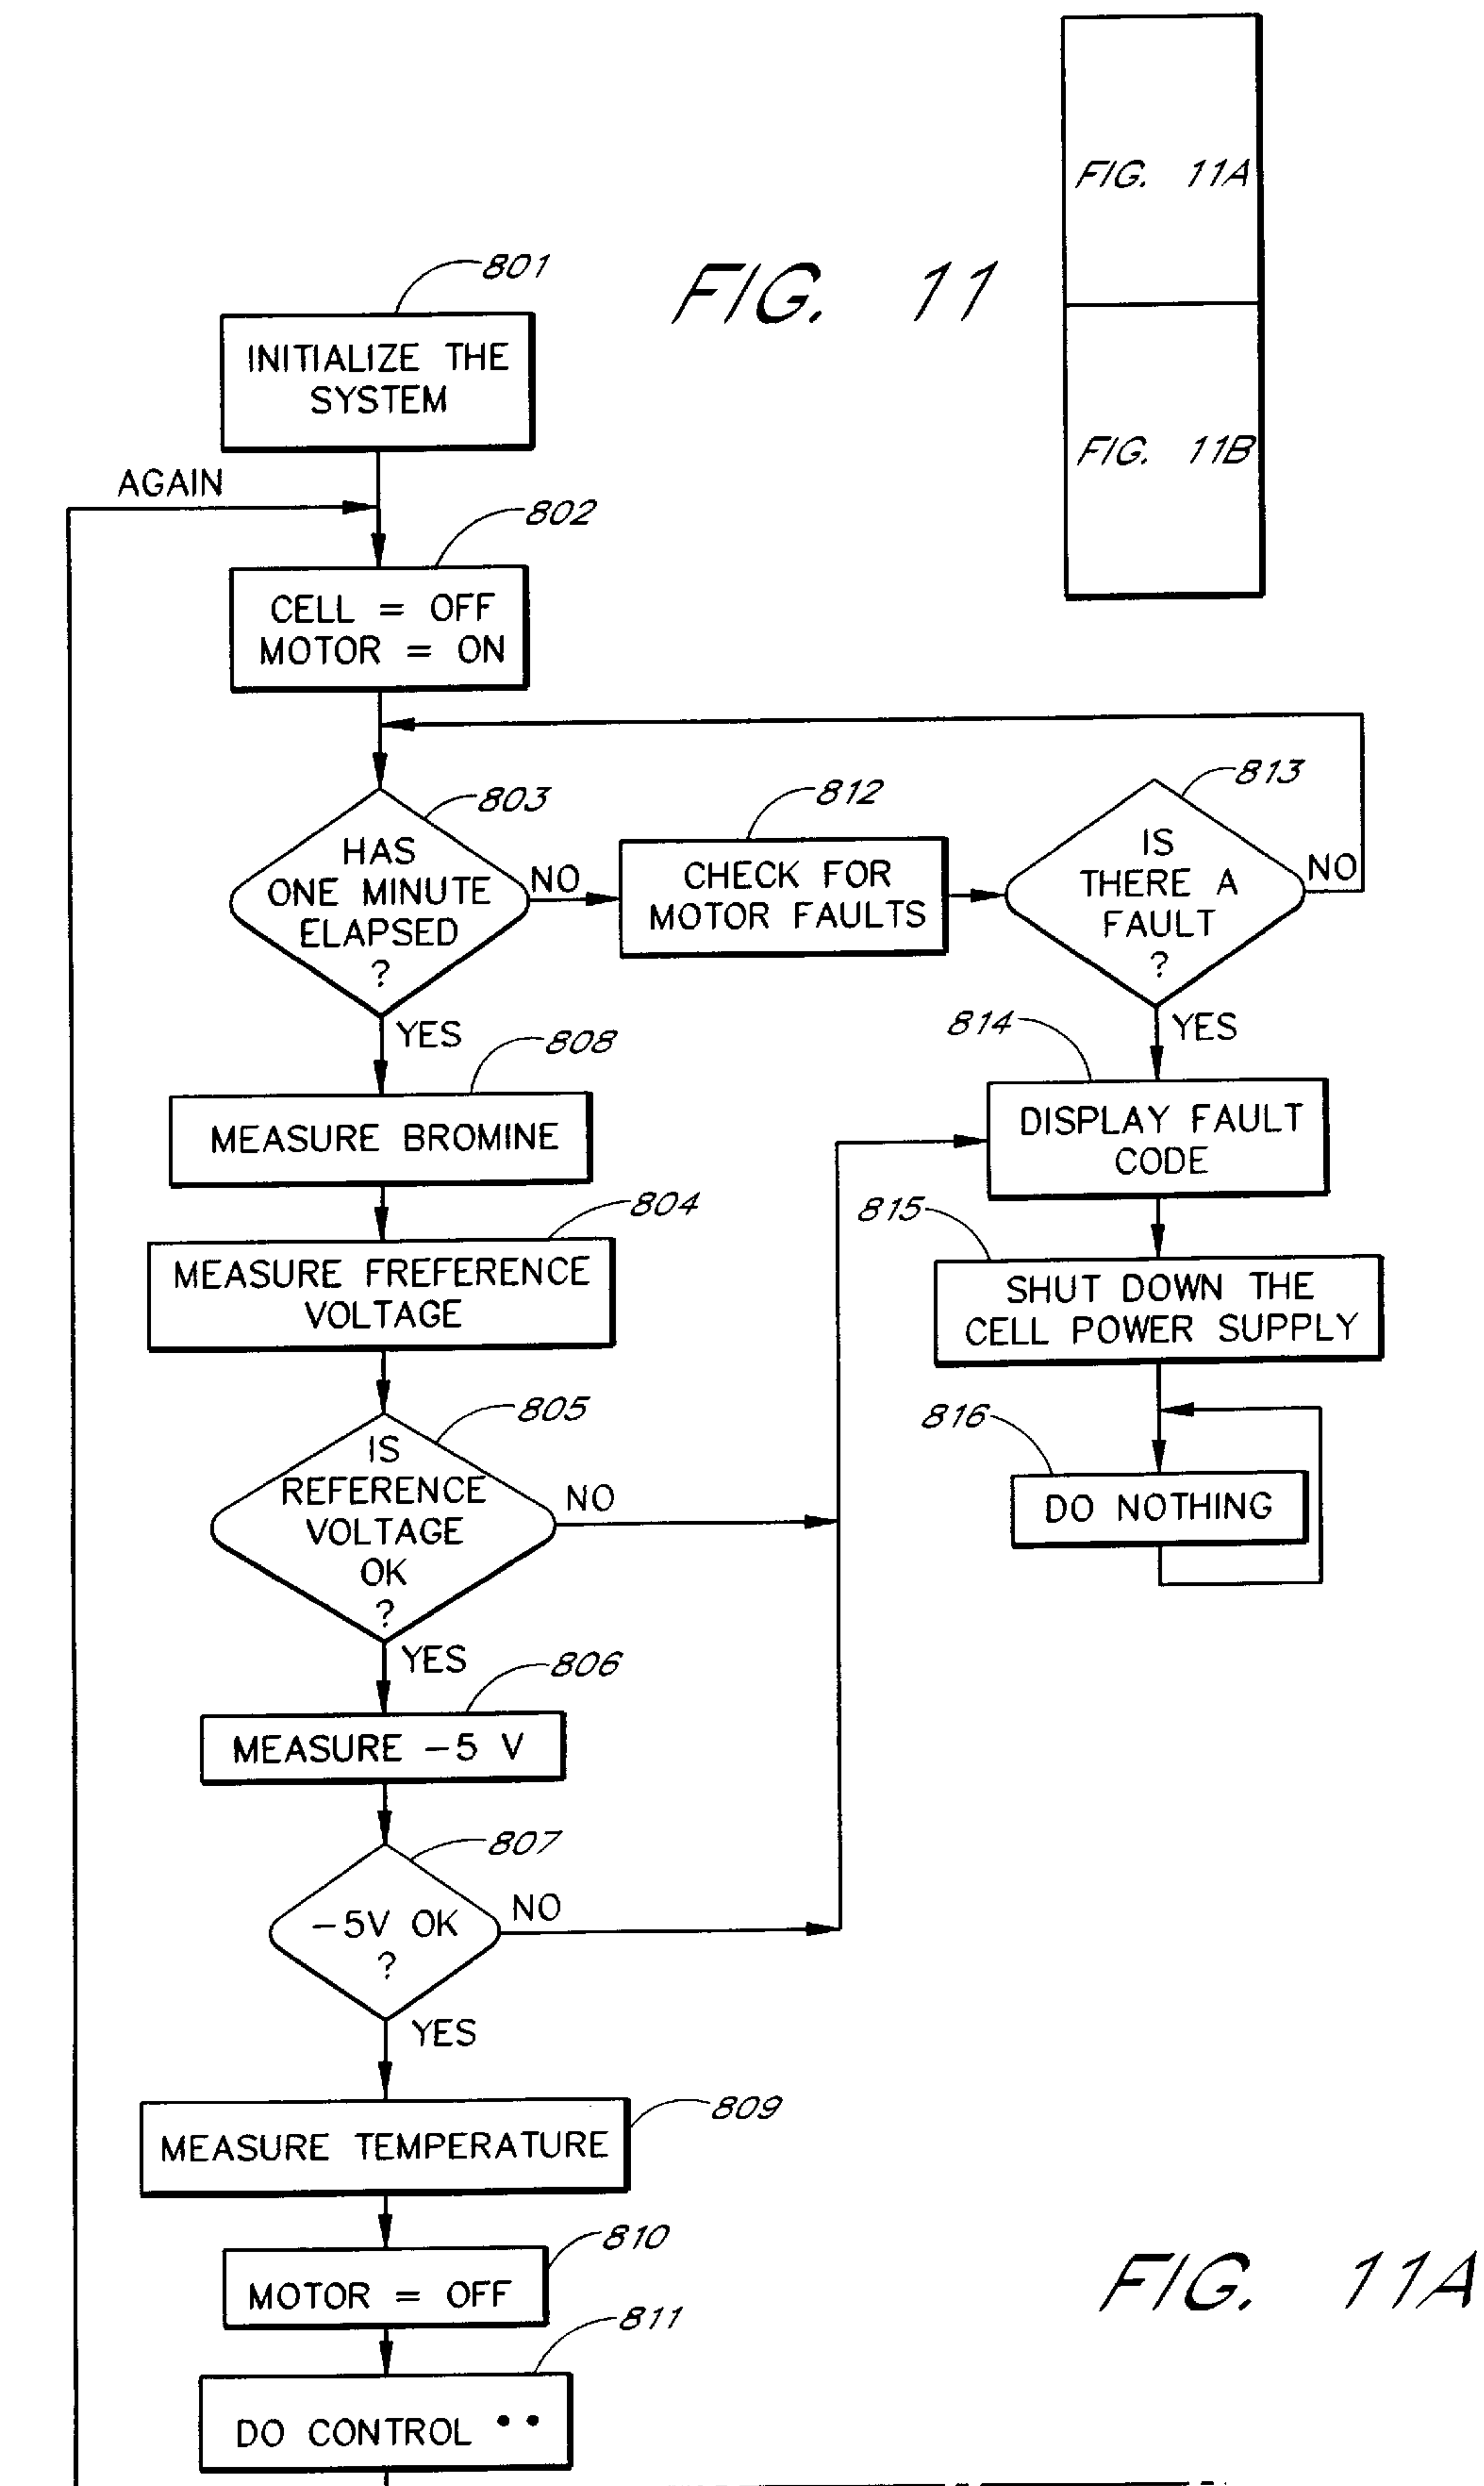 FIG. 11A
FIG. 11
FIG. 11B
801
INITIALIZE THE
SYSTEM
AGAIN
802
CELL = OFF
MOTOR = ON
803
HAS
ONE MINUTE
ELAPSED
?
NO
YES
812
CHECK FOR
MOTOR FAULTS
813
IS
THERE A
FAULT
?
NO
YES
808
MEASURE BROMINE
814
DISPLAY FAULT
CODE
804
MEASURE FREFERENCE
VOLTAGE
815
SHUT DOWN THE
CELL POWER SUPPLY
805
IS
REFERENCE
VOLTAGE
OK
?
NO
YES
816
DO NOTHING
806
MEASURE -5 V
807
-5V OK
?
NO
YES
809
MEASURE TEMPERATURE
810
MOTOR = OFF
811
DO CONTROL ••
FIG. 11A